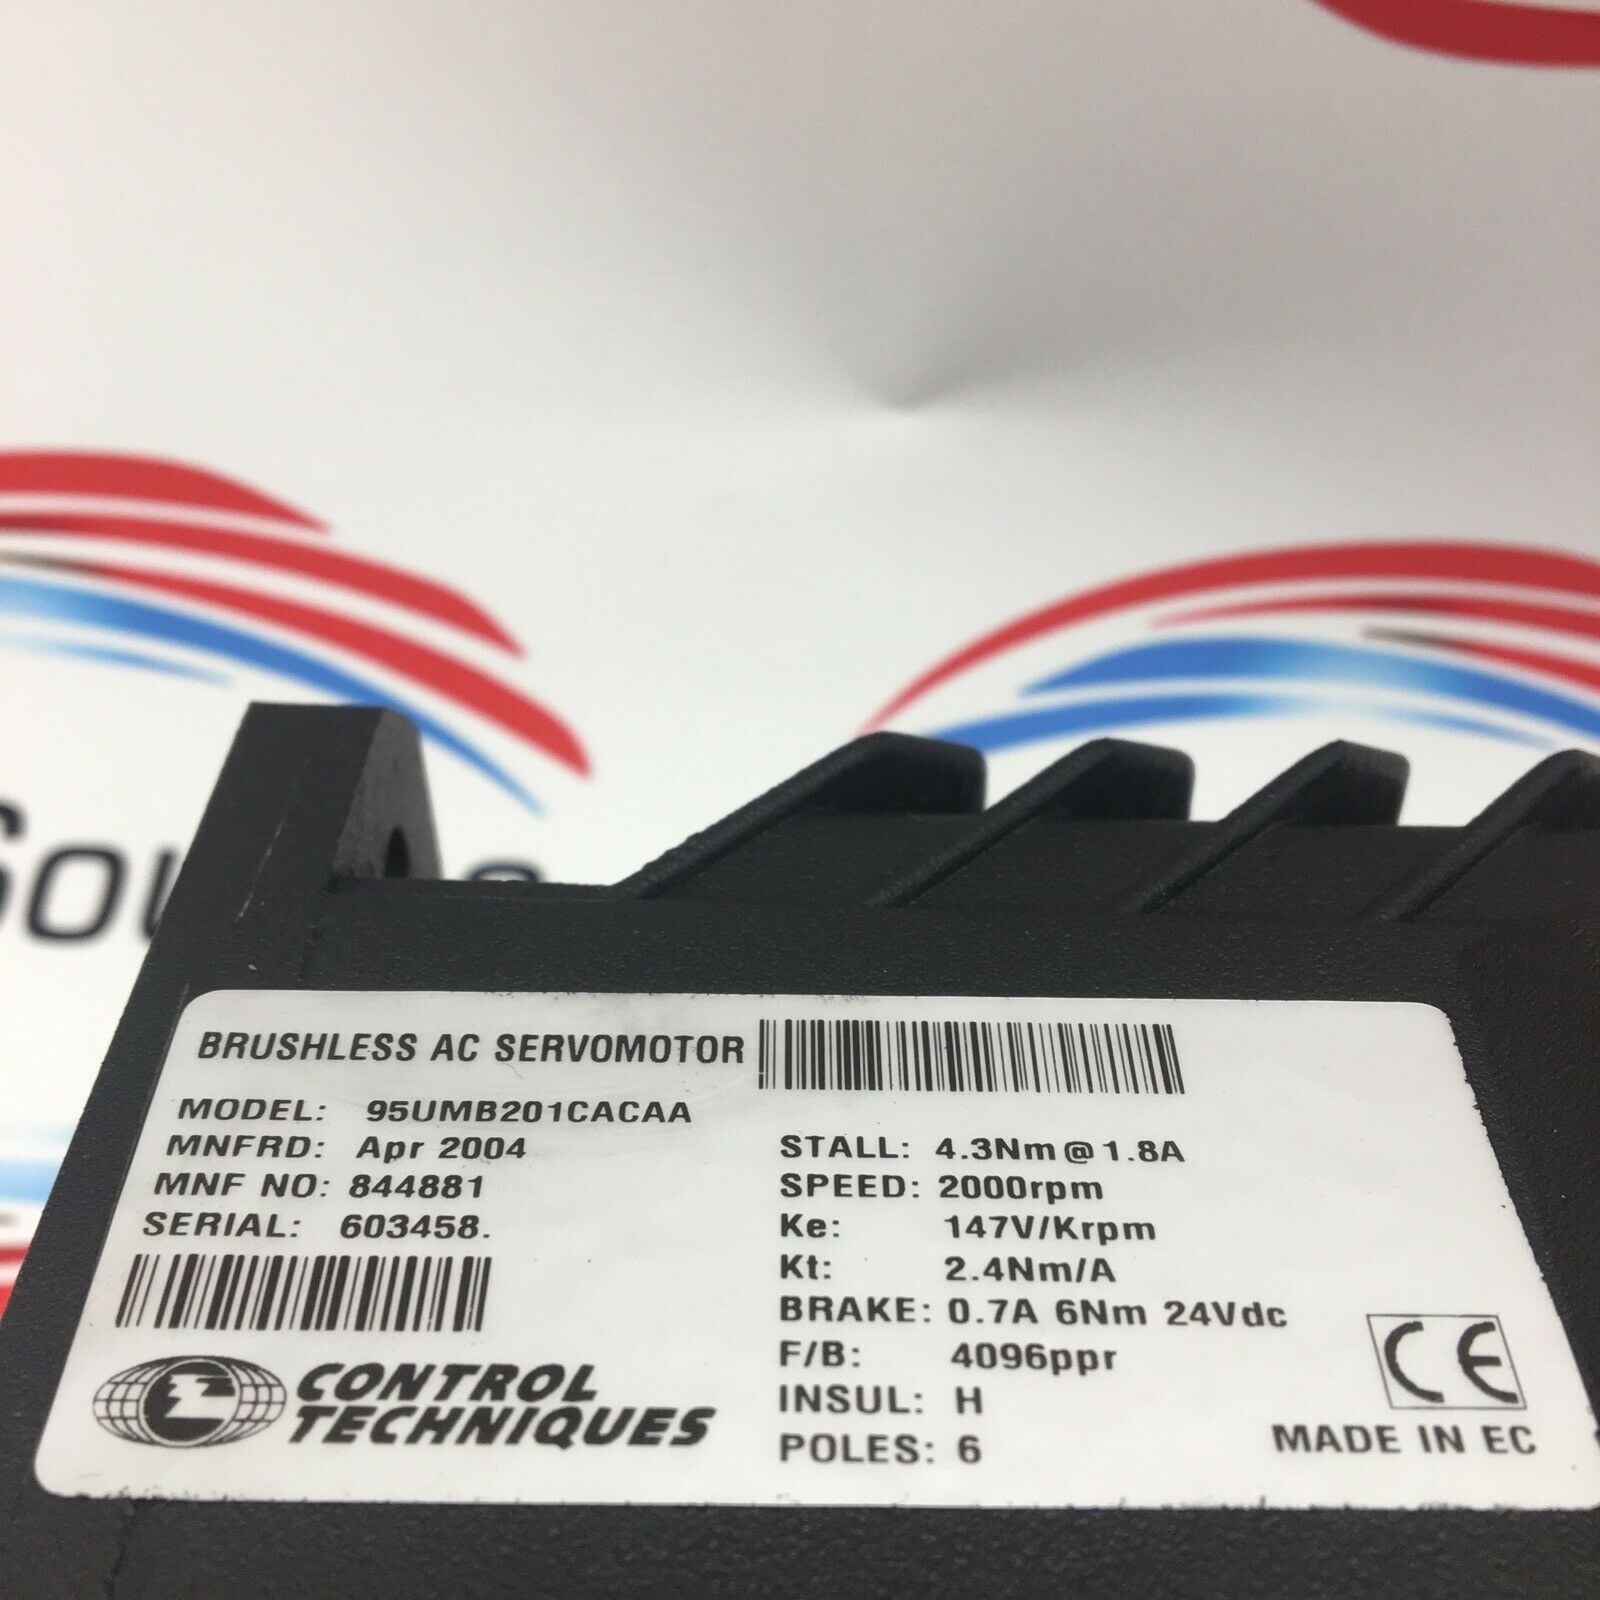 BRUSHLESS AC SERVOMOTOR
MODEL: 95UMB201CACAA
MNFRD: Apr 2004
MNF NO: 844881
SERIAL: 603458.
STALL: 4.3Nm@1.8A
SPEED: 2000rpm
Ke: 147V/Krpm
Kt: 2.4Nm/A
BRAKE: 0.7A 6Nm 24Vdc
F/B: 4096ppr
INSUL: H
POLES: 6
CONTROL
TECHNIQUES
CE
MADE IN EC